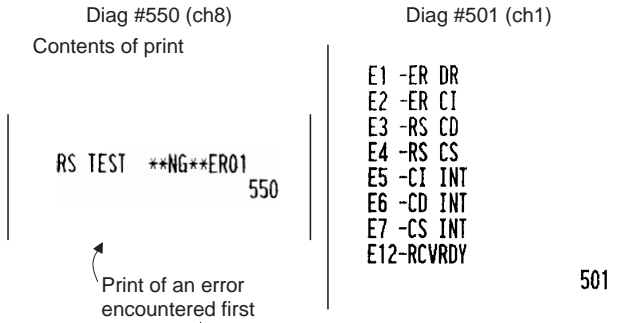 Diag #550 (ch8)
Contents of print
RS TEST **NG**ER01
550
Print of an error
encountered first
Diag #501 (ch1)
E1 -ER DR
E2 -ER CI
E3 -RS CD
E4 -RS CS
E5 -CI INT
E6 -CD INT
E7 -CS INT
E12-RCVRDY
501